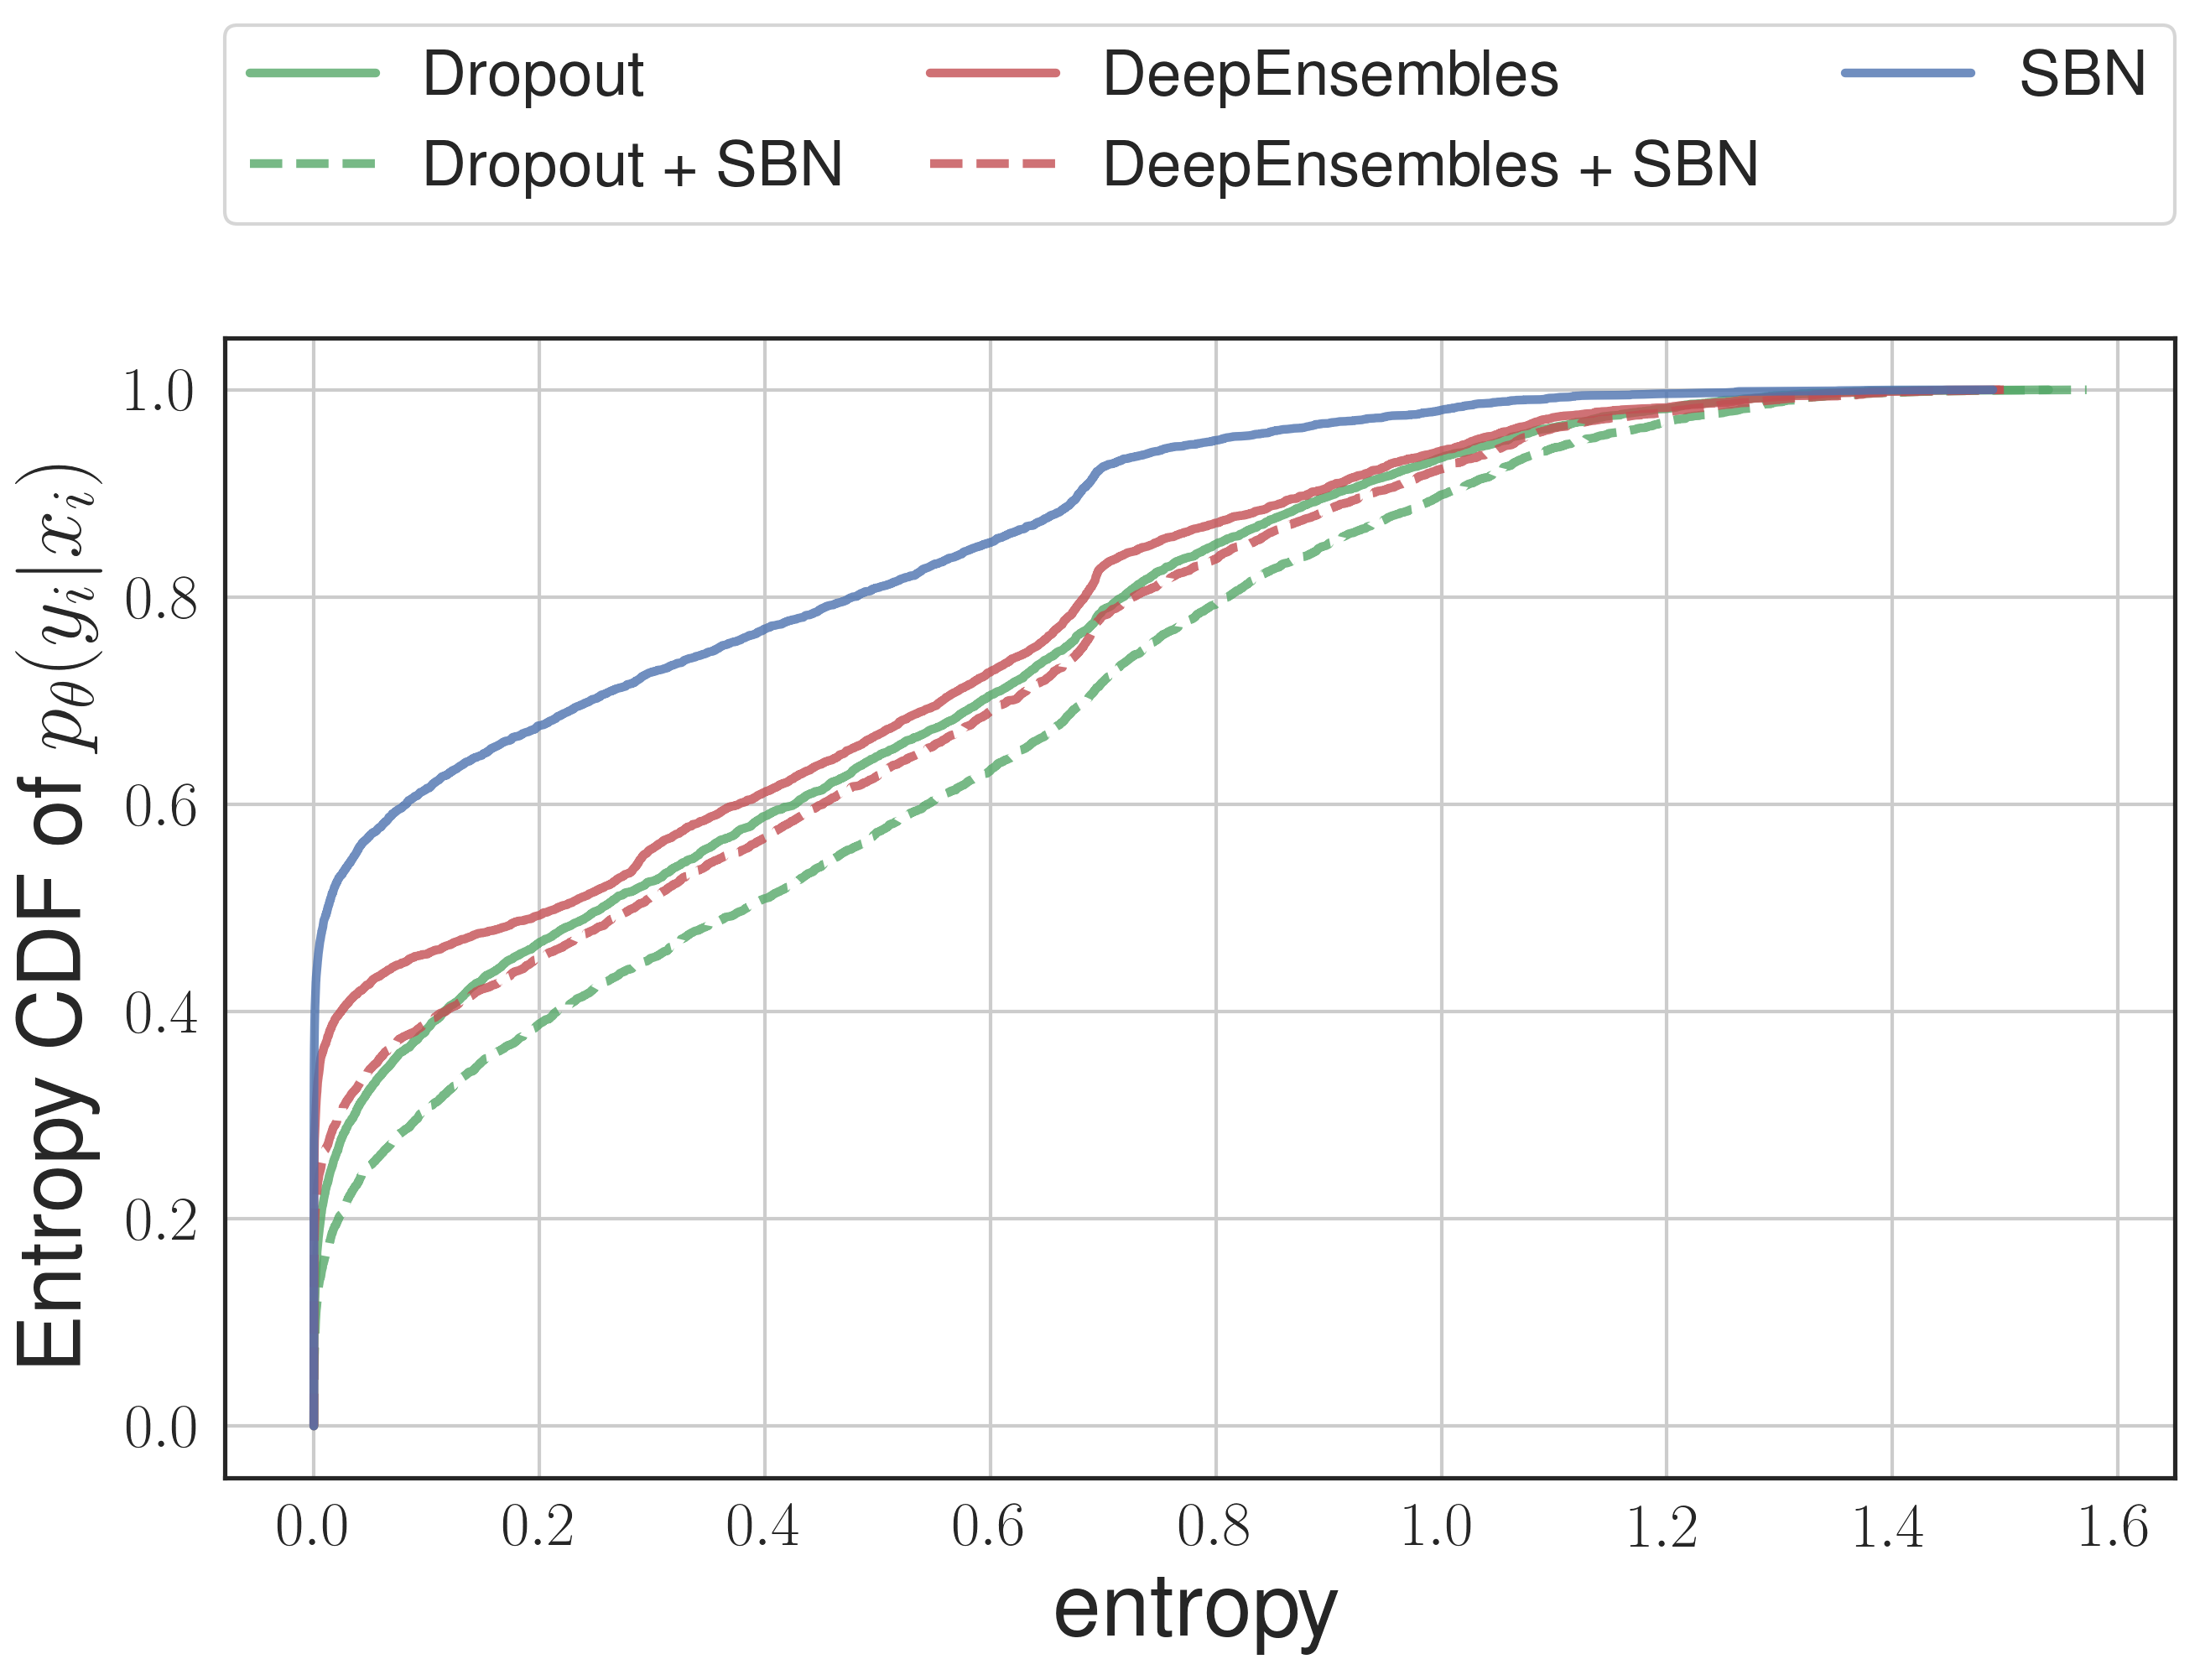 Dropout DeepEnsembles SBN
Dropout + SBN DeepEnsembles + SBN
Entropy CDF of pθ(yi|xi)
1.0
0.8
0.6
0.4
0.2
0.0
0.0 0.2 0.4 0.6 0.8 1.0 1.2 1.4 1.6
entropy